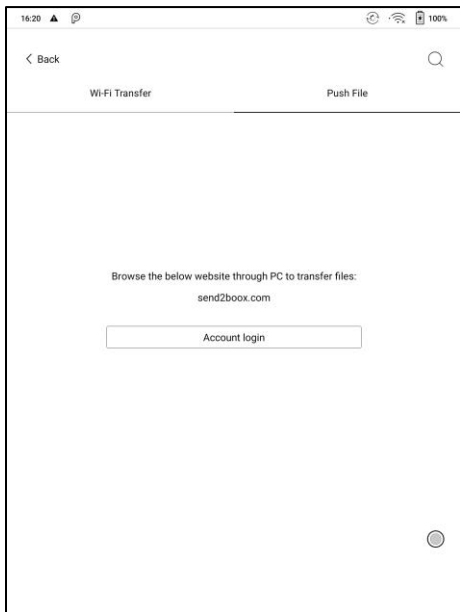 16:20 100%
Back
Wi-Fi Transfer Push File
Browse the below website through PC to transfer files:
send2boox.com
Account login